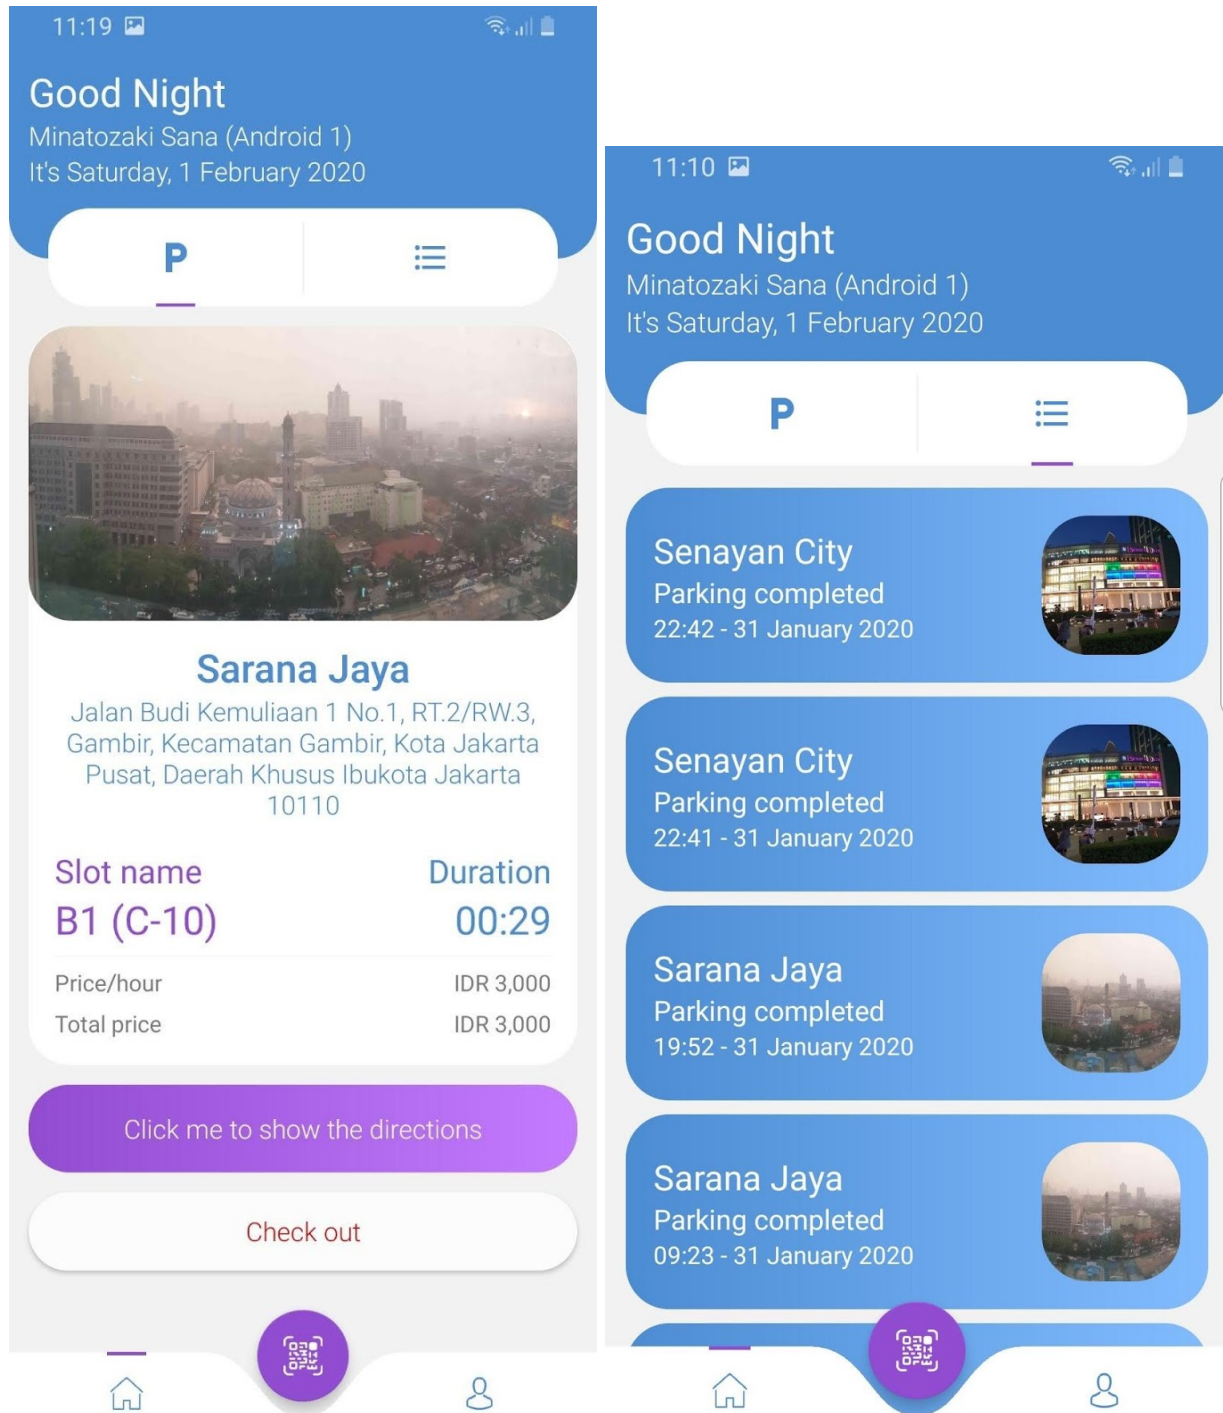 11:19
Good Night
Minatozaki Sana (Android 1)
It's Saturday, 1 February 2020
P
Sarana Jaya
Jalan Budi Kemuliaan 1 No.1, RT.2/RW.3,
Gambir, Kecamatan Gambir, Kota Jakarta
Pusat, Daerah Khusus Ibukota Jakarta
10110
Slot name Duration
B1 (C-10) 00:29
Price/hour IDR 3,000
Total price IDR 3,000
Click me to show the directions
Check out
11:10
Good Night
Minatozaki Sana (Android 1)
It's Saturday, 1 February 2020
P
Senayan City
Parking completed
22:42 - 31 January 2020
Senayan City
Parking completed
22:41 - 31 January 2020
Sarana Jaya
Parking completed
19:52 - 31 January 2020
Sarana Jaya
Parking completed
09:23 - 31 January 2020